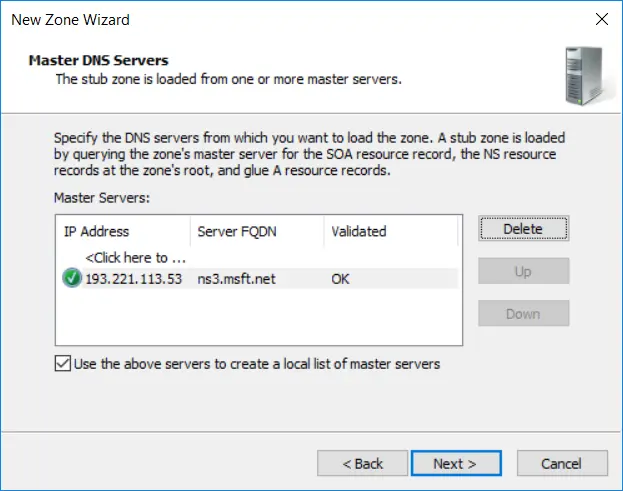 New Zone Wizard
Master DNS Servers
The stub zone is loaded from one or more master servers.
Specify the DNS servers from which you want to load the zone. A stub zone is loaded
by querying the zone's master server for the SOA resource record, the NS resource
records at the zone's root, and glue A resource records.
Master Servers:
IP Address Server FQDN Validated
<Click here to ...
193.221.113.53 ns3.msft.net OK
Delete
Up
Down
Use the above servers to create a local list of master servers
< Back Next > Cancel